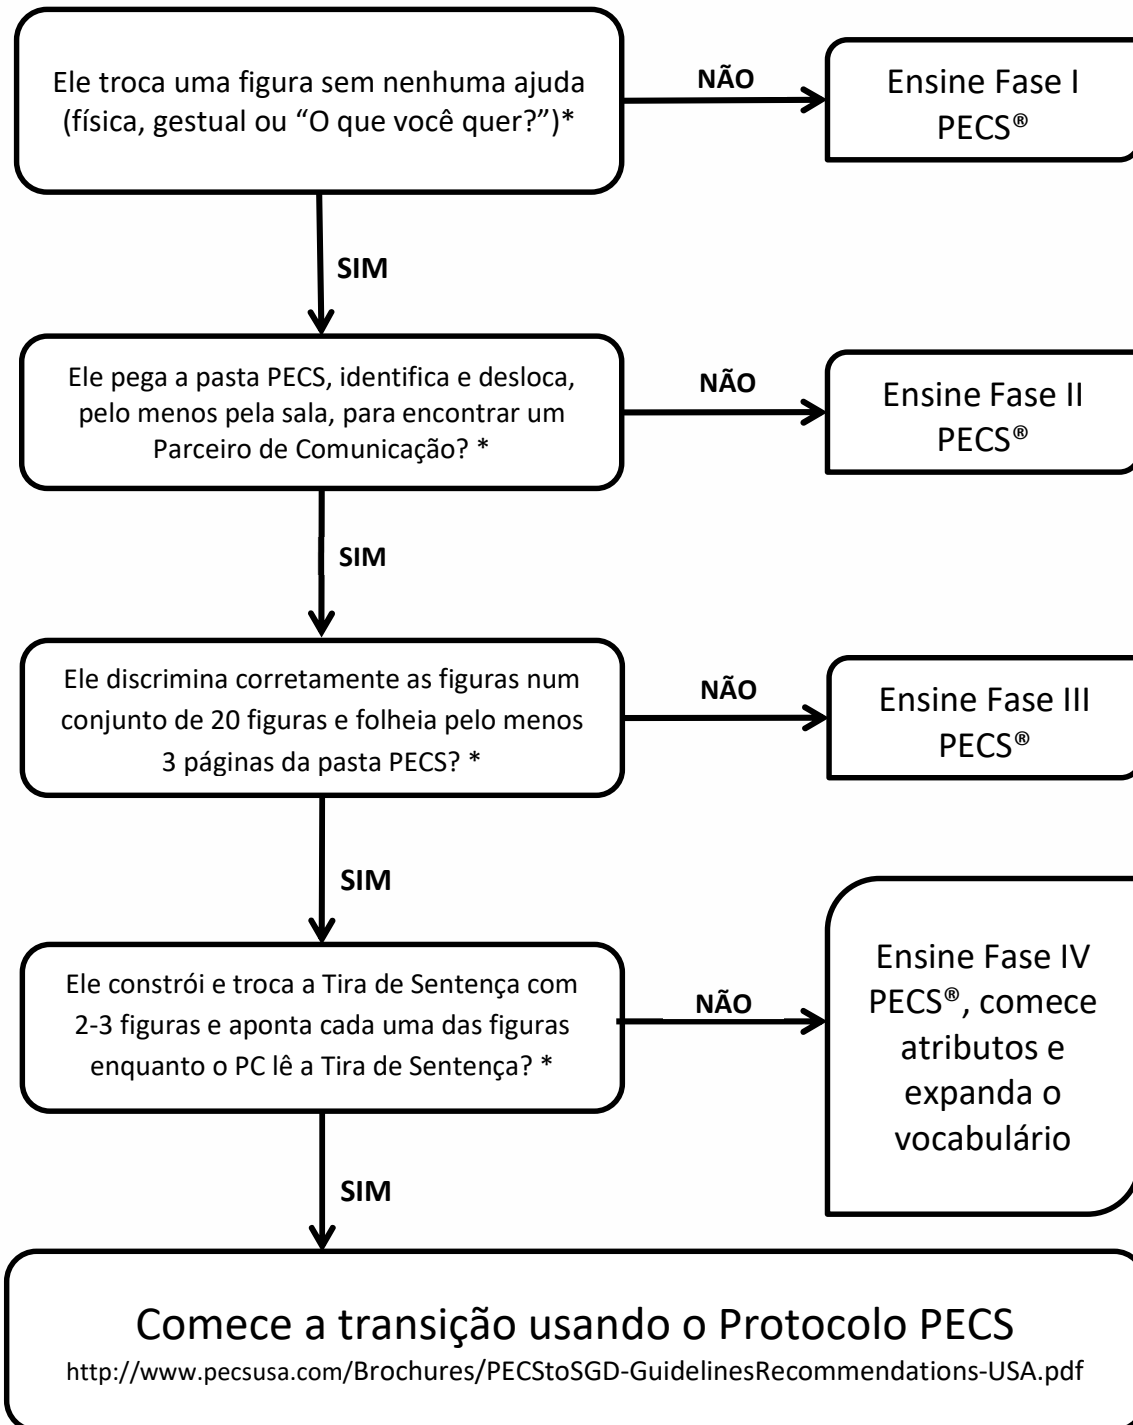 Ele troca uma figura sem nenhuma ajuda
(física, gestual ou “O que você quer?”)*
NÃO
Ensine Fase I
PECS®
SIM
Ele pega a pasta PECS, identifica e desloca,
pelo menos pela sala, para encontrar um
Parceiro de Comunicação? *
NÃO
Ensine Fase II
PECS®
SIM
Ele discrimina corretamente as figuras num
conjunto de 20 figuras e folheia pelo menos
3 páginas da pasta PECS? *
NÃO
Ensine Fase III
PECS®
SIM
Ele constrói e troca a Tira de Sentença com
2-3 figuras e aponta cada uma das figuras
enquanto o PC lê a Tira de Sentença? *
NÃO
Ensine Fase IV
PECS®, comece
atributos e
expanda o
vocabulário
SIM
Comece a transição usando o Protocolo PECS
http://www.pecsusa.com/Brochures/PECStoSGD-GuidelinesRecommendations-USA.pdf